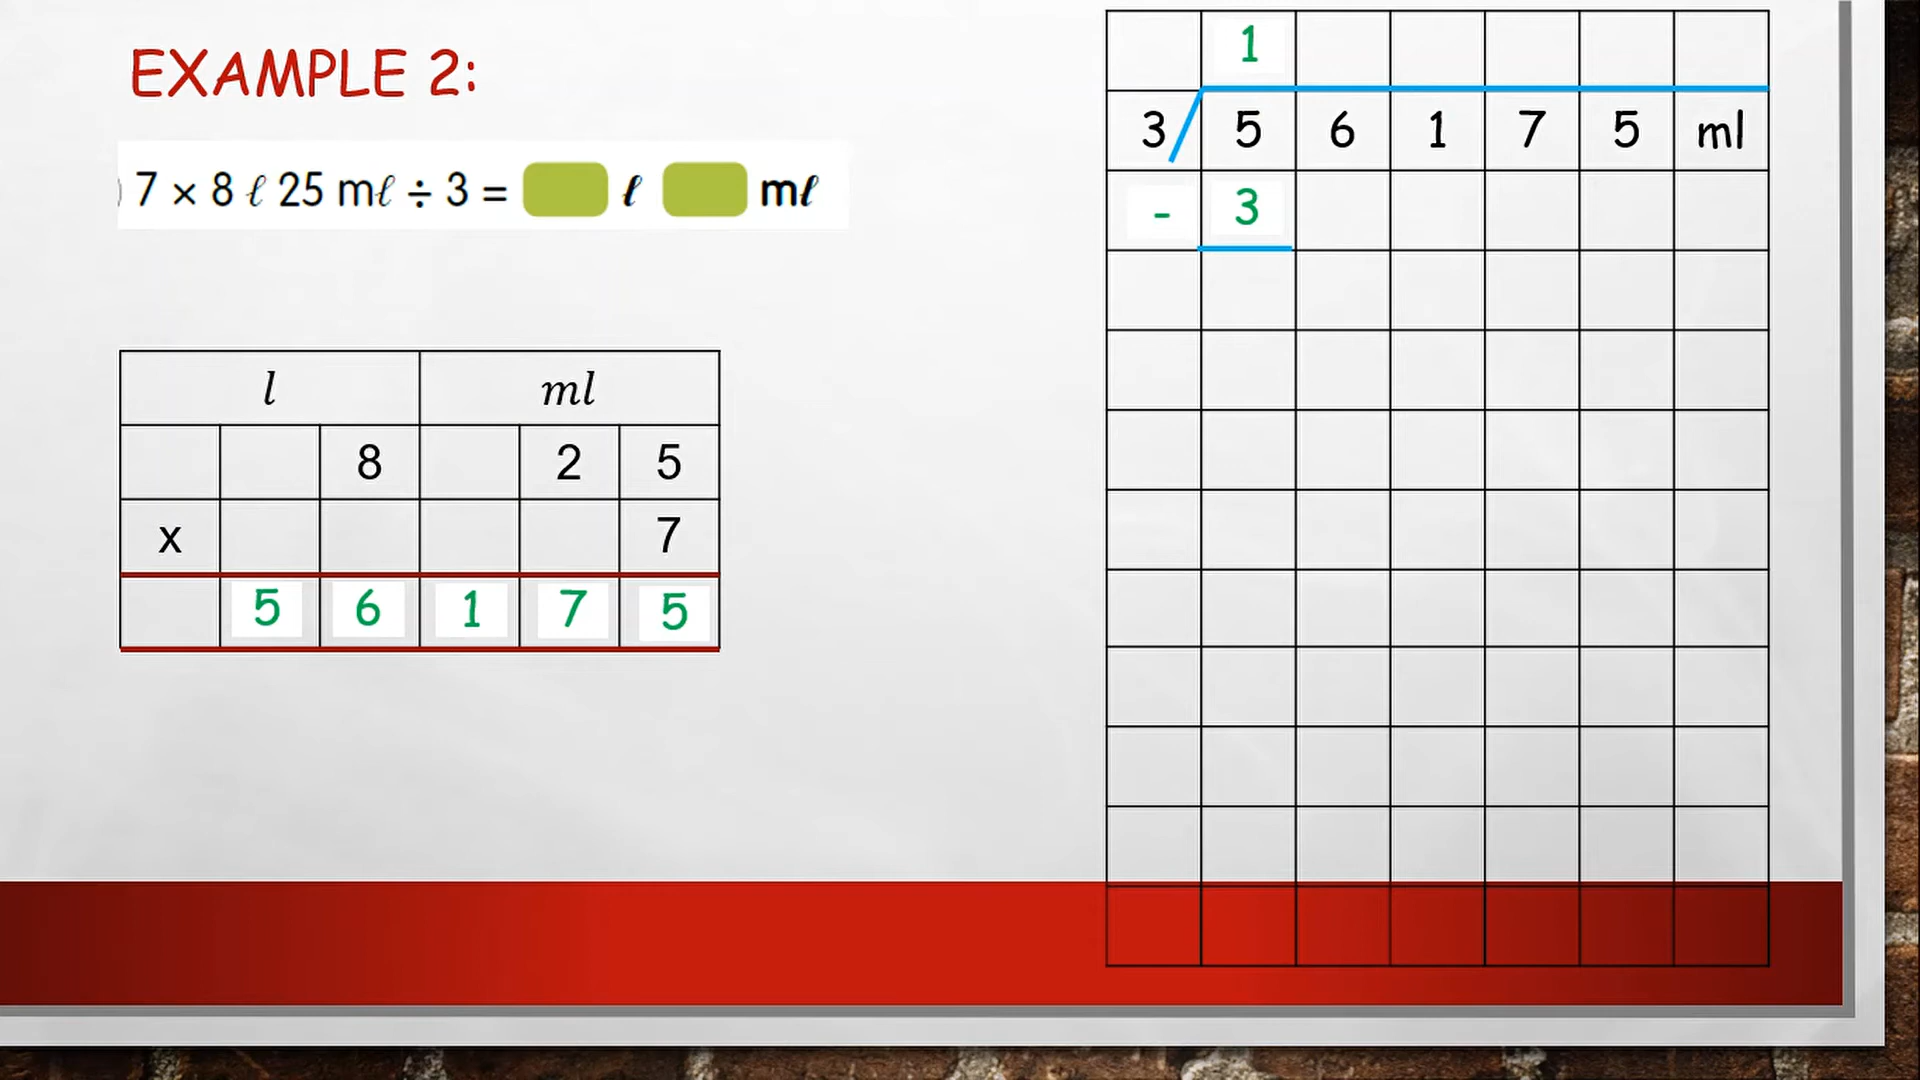 EXAMPLE 2:
) 7 × 8 ℓ 25 mℓ ÷ 3 = ℓ mℓ
l ml
8 2 5
x 7
5 6 1 7 5
1
3 5 6 1 7 5 ml
- 3